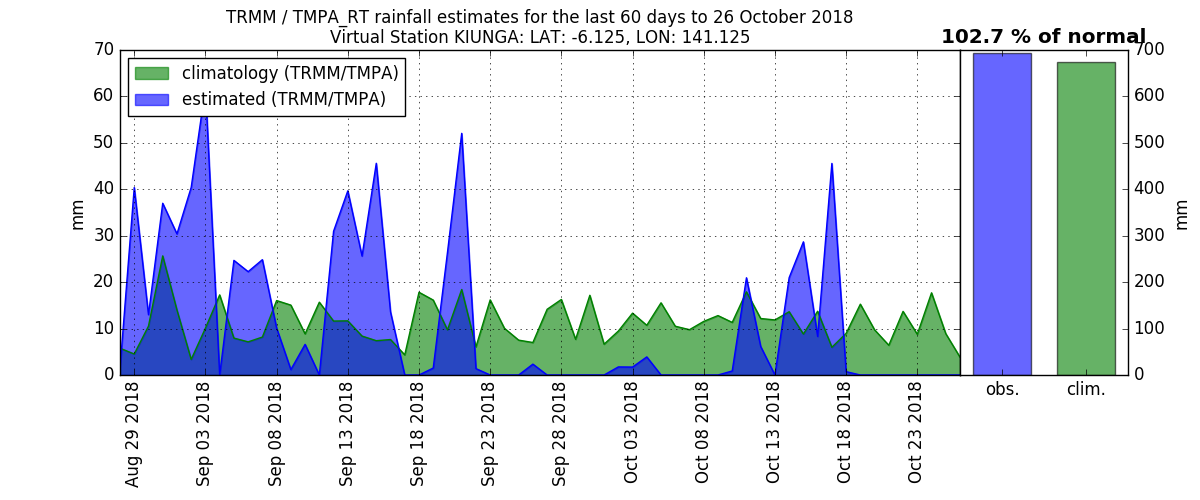 TRMM / TMPA_RT rainfall estimates for the last 60 days to 26 October 2018
Virtual Station KIUNGA: LAT: -6.125, LON: 141.125
102.7 % of normal
climatology (TRMM/TMPA)
estimated (TRMM/TMPA)
70
60
50
40
30
20
10
0
mm
Aug 29 2018
Sep 03 2018
Sep 08 2018
Sep 13 2018
Sep 18 2018
Sep 23 2018
Sep 28 2018
Oct 03 2018
Oct 08 2018
Oct 13 2018
Oct 18 2018
Oct 23 2018
obs.
clim.
700
600
500
400
300
200
100
0
mm